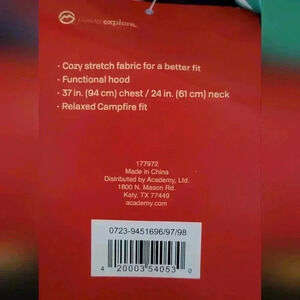 explore
• Cozy stretch fabric for a better fit
• Functional hood
• 37 in. (94 cm) chest / 24 in. (61 cm) neck
• Relaxed Campfire fit
177972
Made in China
Distributed by Academy, Ltd.
1800 N. Mason Rd.
Katy, TX 77449
academy.com
0723-9451696/97/98
4 20003 54053 0